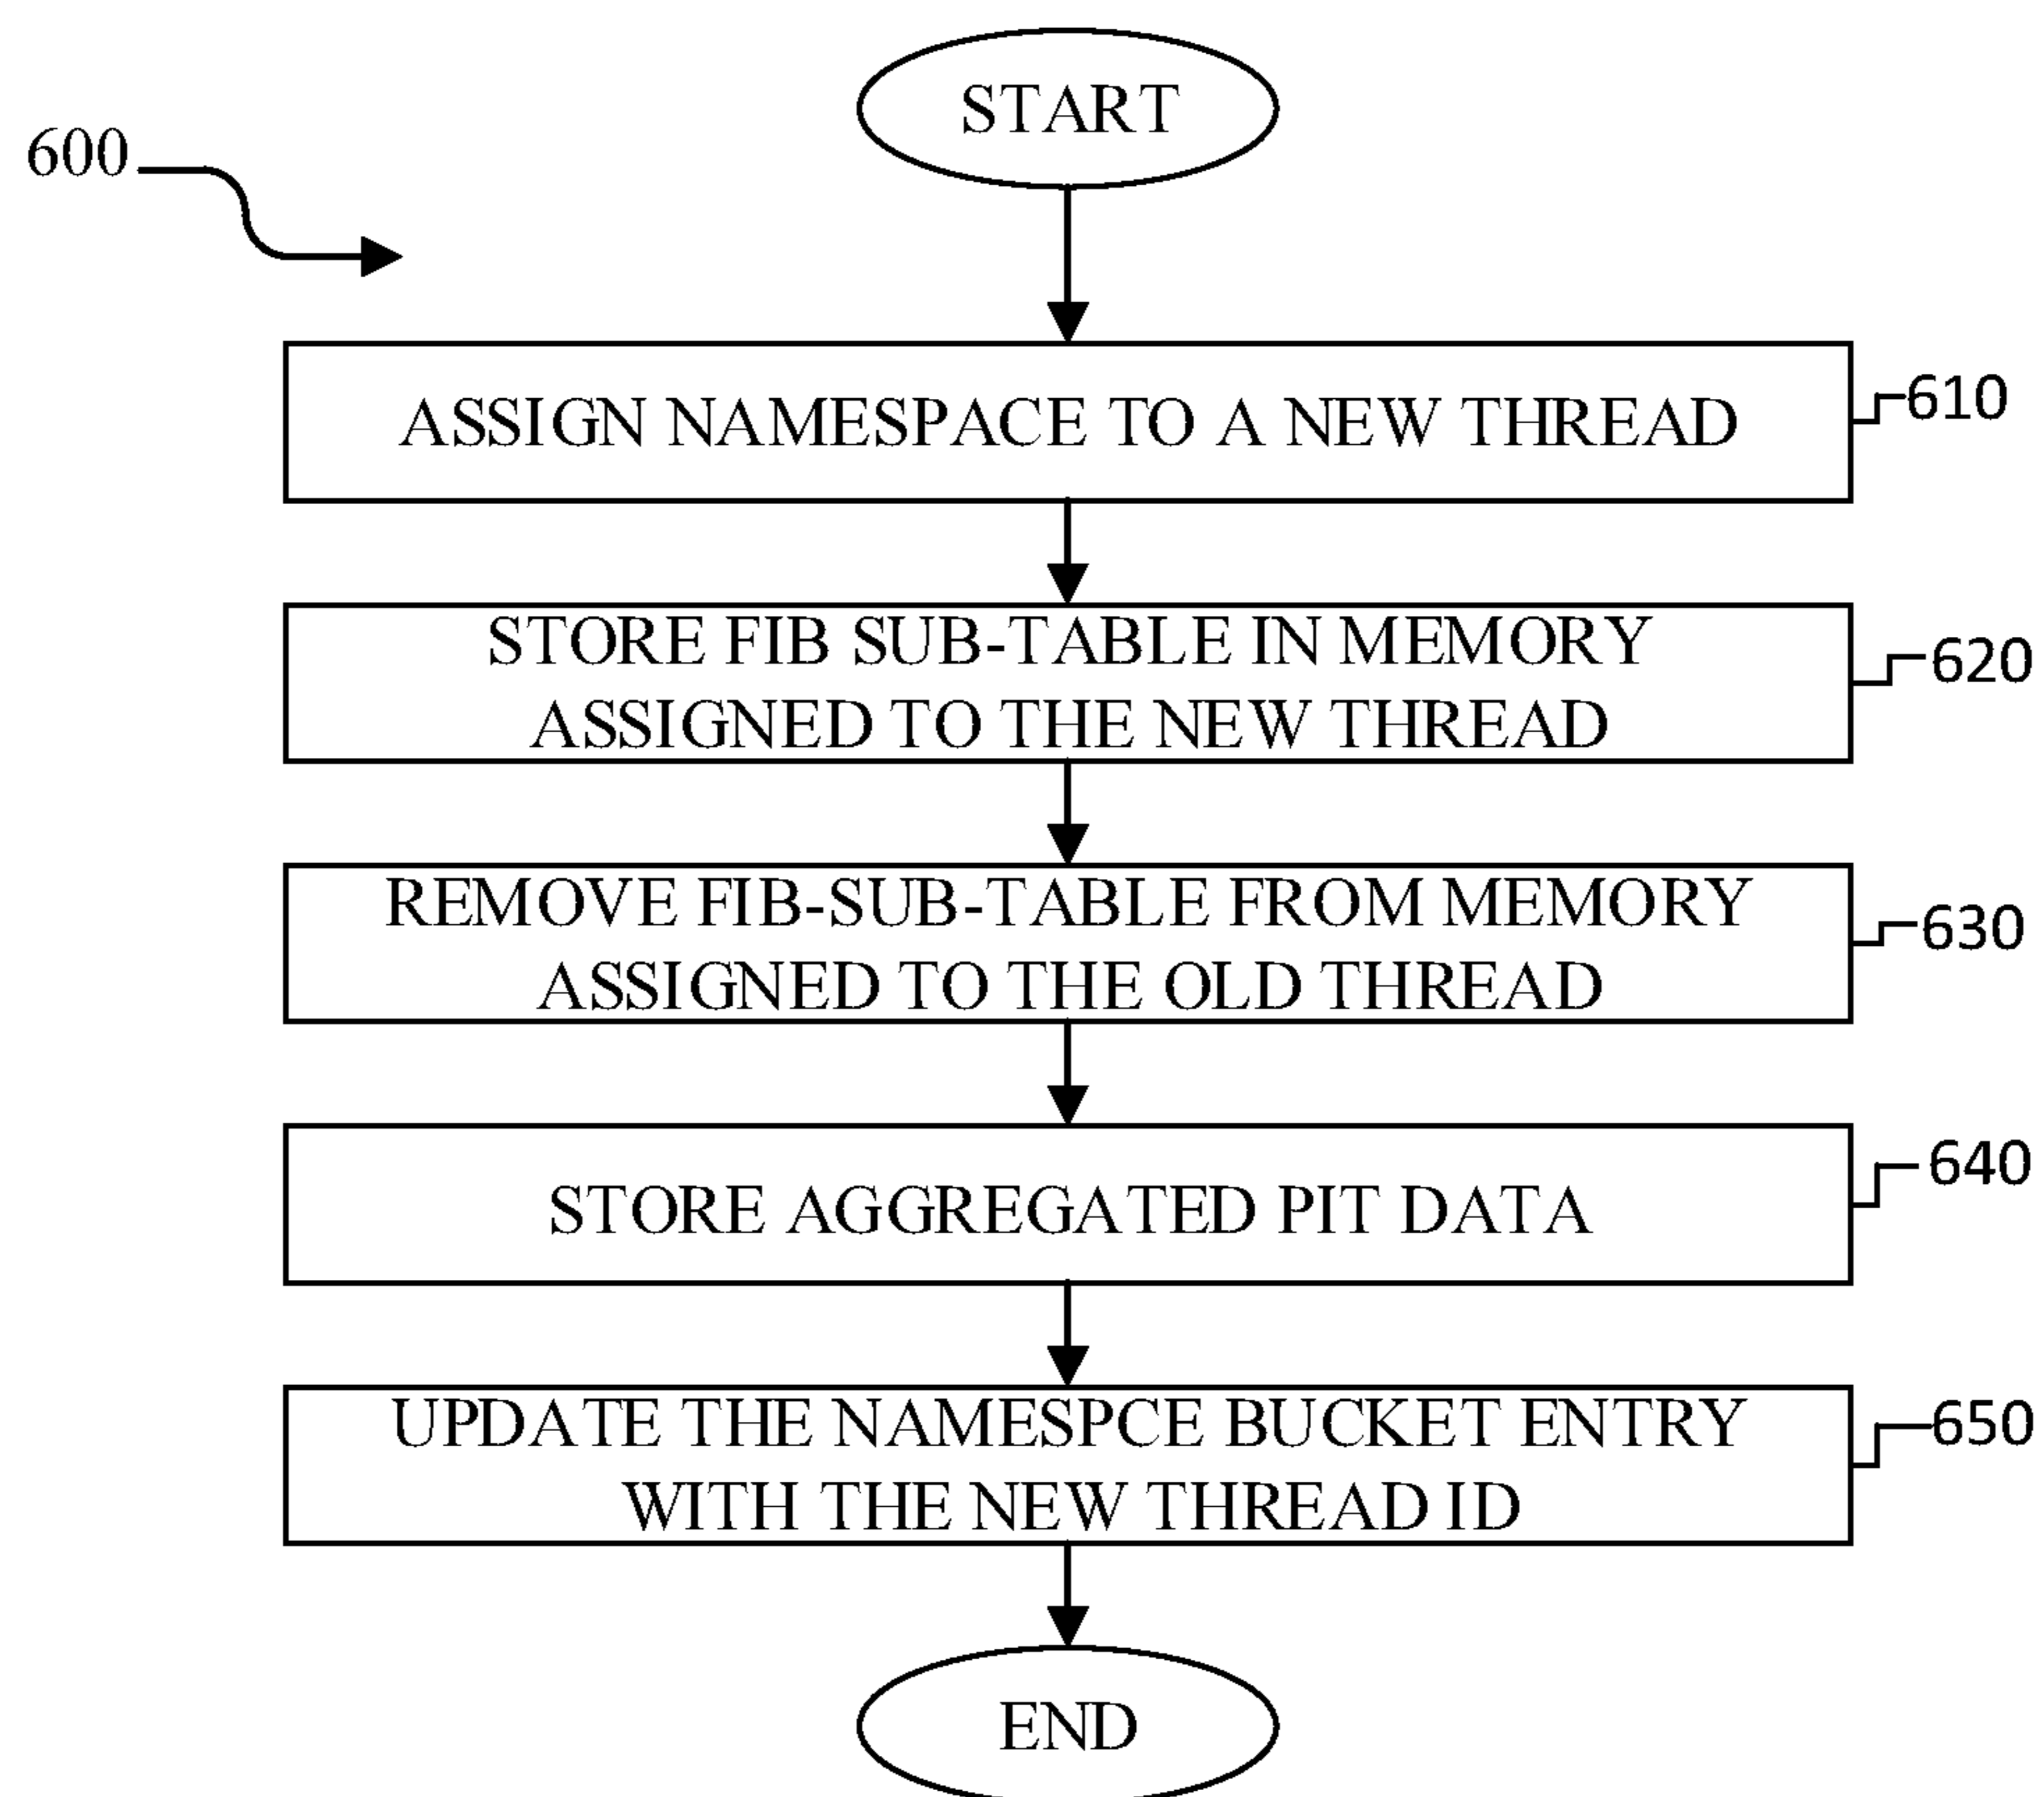 START
600
ASSIGN NAMESPACE TO A NEW THREAD
610
STORE FIB SUB-TABLE IN MEMORY
ASSIGNED TO THE NEW THREAD
620
REMOVE FIB-SUB-TABLE FROM MEMORY
ASSIGNED TO THE OLD THREAD
630
STORE AGGREGATED PIT DATA
640
UPDATE THE NAMESPCE BUCKET ENTRY
WITH THE NEW THREAD ID
650
END